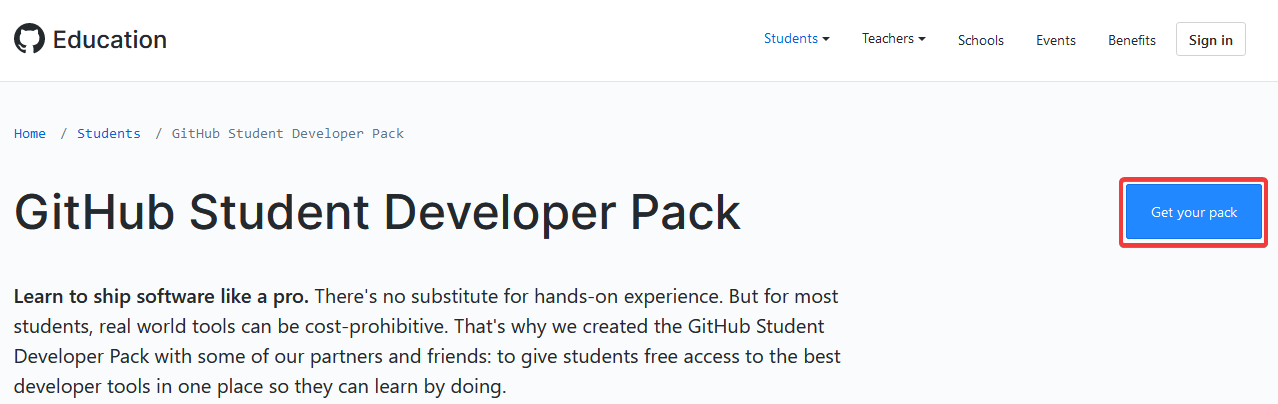 Education
Students Teachers Schools Events Benefits Sign in
Home / Students / GitHub Student Developer Pack
GitHub Student Developer Pack
Get your pack
Learn to ship software like a pro. There's no substitute for hands-on experience. But for most
students, real world tools can be cost-prohibitive. That's why we created the GitHub Student
Developer Pack with some of our partners and friends: to give students free access to the best
developer tools in one place so they can learn by doing.